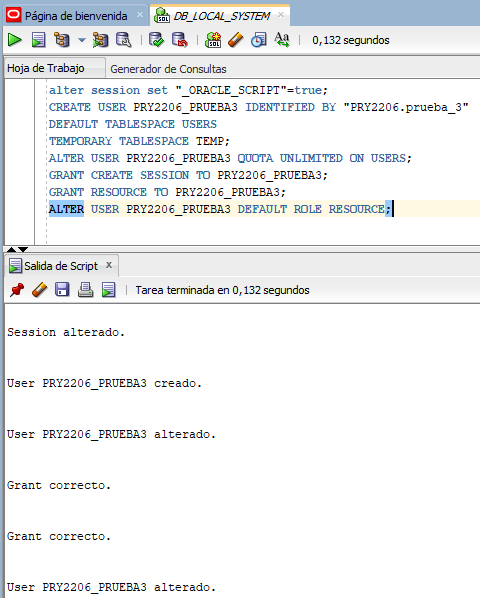 Página de bienvenida
DB_LOCAL_SYSTEM
0,132 segundos
Hoja de Trabajo
Generador de Consultas
alter session set "_ORACLE_SCRIPT"=true;
CREATE USER PRY2206_PRUEBA3 IDENTIFIED BY "PRY2206.prueba_3"
DEFAULT TABLESPACE USERS
TEMPORARY TABLESPACE TEMP;
ALTER USER PRY2206_PRUEBA3 QUOTA UNLIMITED ON USERS;
GRANT CREATE SESSION TO PRY2206_PRUEBA3;
GRANT RESOURCE TO PRY2206_PRUEBA3;
ALTER USER PRY2206_PRUEBA3 DEFAULT ROLE RESOURCE;
Salida de Script x
Tarea terminada en 0,132 segundos
Session alterado.
User PRY2206_PRUEBA3 creado.
User PRY2206_PRUEBA3 alterado.
Grant correcto.
Grant correcto.
User PRY2206_PRUEBA3 alterado.